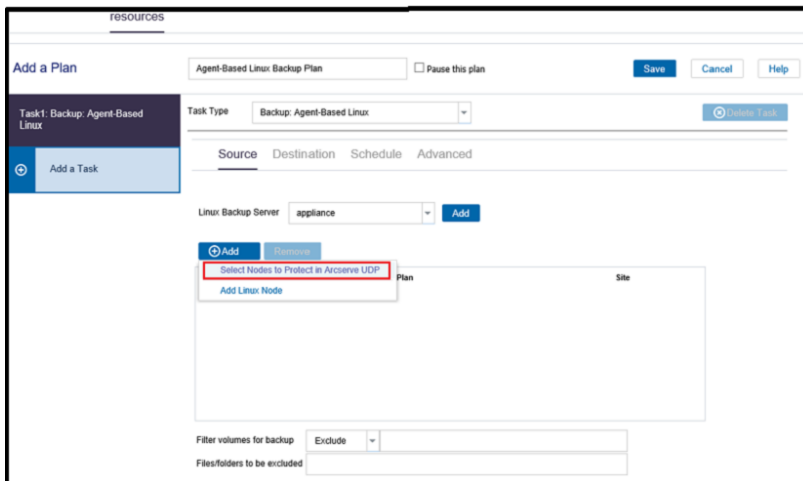 resources
Add a Plan
Agent-Based Linux Backup Plan
Pause this plan
Save
Cancel
Help
Task1: Backup: Agent-Based
Linux
Add a Task
Task Type
Backup: Agent-Based Linux
Delete Task
Source
Destination
Schedule
Advanced
Linux Backup Server
appliance
Add
Add
Remove
Select Nodes to Protect in Arcserve UDP
Add Linux Node
Plan
Site
Filter volumes for backup
Exclude
Files/folders to be excluded